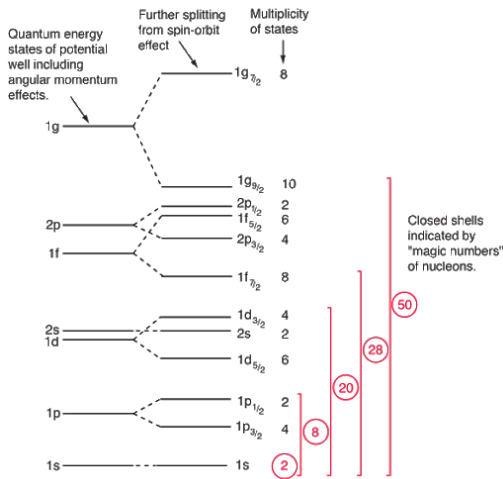 Quantum energy
states of potential
well including
angular momentum
effects.
Further splitting
from spin-orbit
effect
Multiplicity
of states
1g
1g7/2 8
1g9/2 10
2p
2p1/2 2
1f5/2 6
2p3/2 4
1f
1f7/2 8
Closed shells
indicated by
"magic numbers"
of nucleons.
50
28
20
8
2
1d3/2 4
2s
2s 2
1d
1d5/2 6
1p
1p1/2 2
1p3/2 4
1s
1s